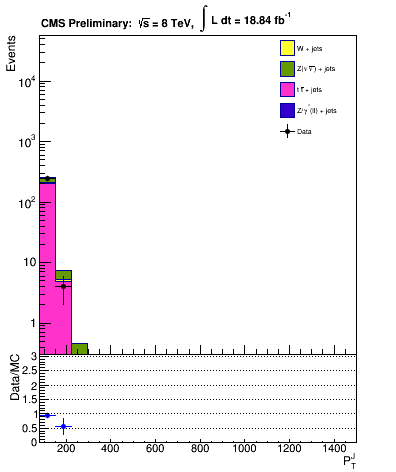 CMS Preliminary: √s = 8 TeV, ∫ L dt = 18.84 fb⁻¹
Events
10⁴
10³
10²
10
1
W + jets
Z(ν ν̅) + jets
t t̅ + jets
Z/γ*(ll) + jets
Data
Data/MC
3
2.5
2
1.5
1
0.5
0
200 400 600 800 1000 1200 1400
P_T^J